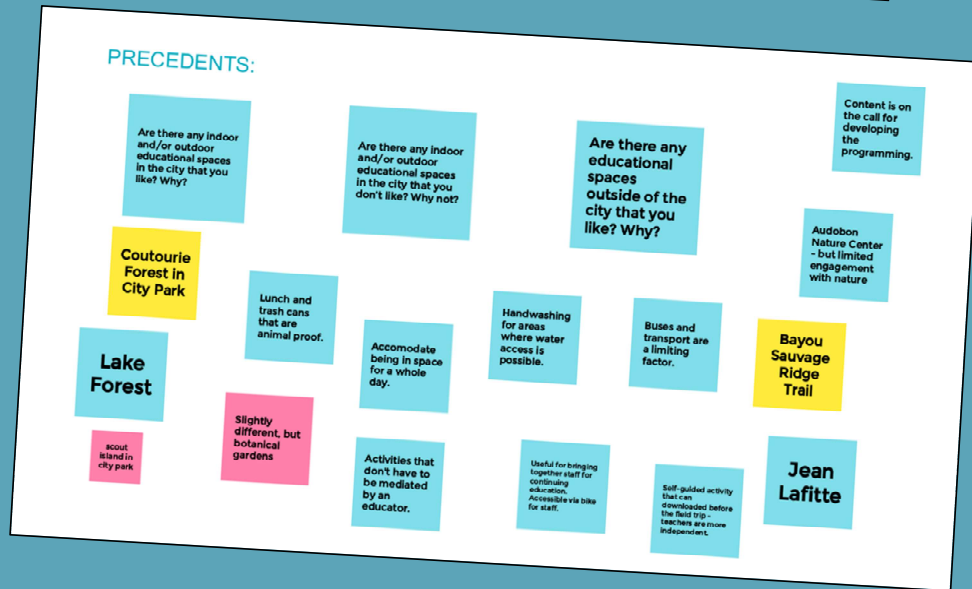 PRECEDENTS:
Are there any indoor
and/or outdoor
educational spaces
in the city that you
like? Why?
Are there any indoor
and/or outdoor
educational spaces
in the city that you
don't like? Why not?
Are there any
educational
spaces
outside of the
city that you
like? Why?
Content is on
the call for
developing
the
programming.
Coutourie
Forest in
City Park
Lunch and
trash cans
that are
animal proof.
Accomodate
being in space
for a whole
day.
Handwashing
for areas
where water
access is
possible.
Buses and
transport are
a limiting
factor.
Audobon
Nature Center
- but limited
engagement
with nature
Bayou
Sauvage
Ridge
Trail
Lake
Forest
scout
island in
city park
Slightly
different, but
botanical
gardens
Activities that
don't have to
be mediated
by an
educator.
Useful for bringing
together staff for
continuing
education.
Accessible via bike
for staff.
Self-guided activity
that can
downloaded before
the field trip -
teachers are more
independent.
Jean
Lafitte